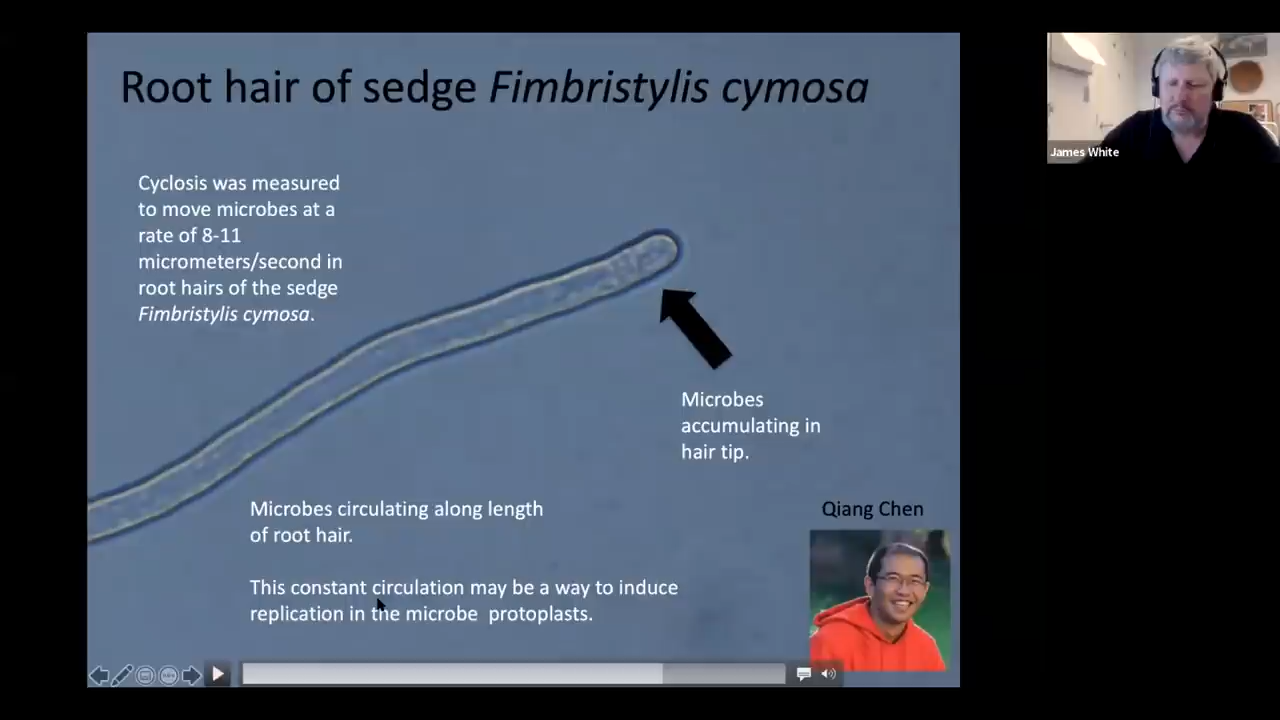 Root hair of sedge Fimbristylis cymosa
Cyclosis was measured
to move microbes at a
rate of 8-11
micrometers/second in
root hairs of the sedge
Fimbristylis cymosa.
Microbes
accumulating in
hair tip.
Microbes circulating along length
of root hair.
This constant circulation may be a way to induce
replication in the microbe  protoplasts.
Qiang Chen
James White